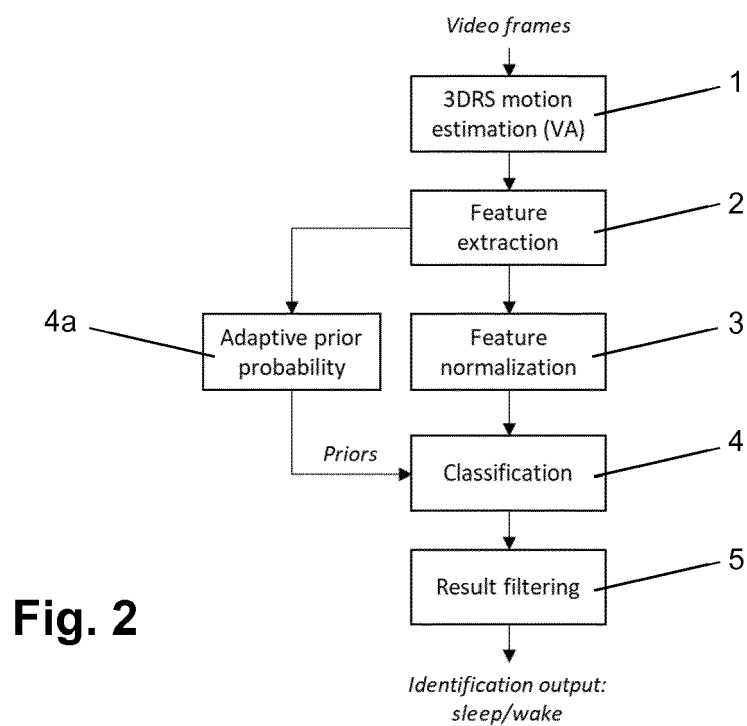 Video frames
1
3DRS motion
estimation (VA)
2
Feature
extraction
4a
Adaptive prior
probability
3
Feature
normalization
4
Priors
Classification
5
Result filtering
Fig. 2
Identification output:
sleep/wake